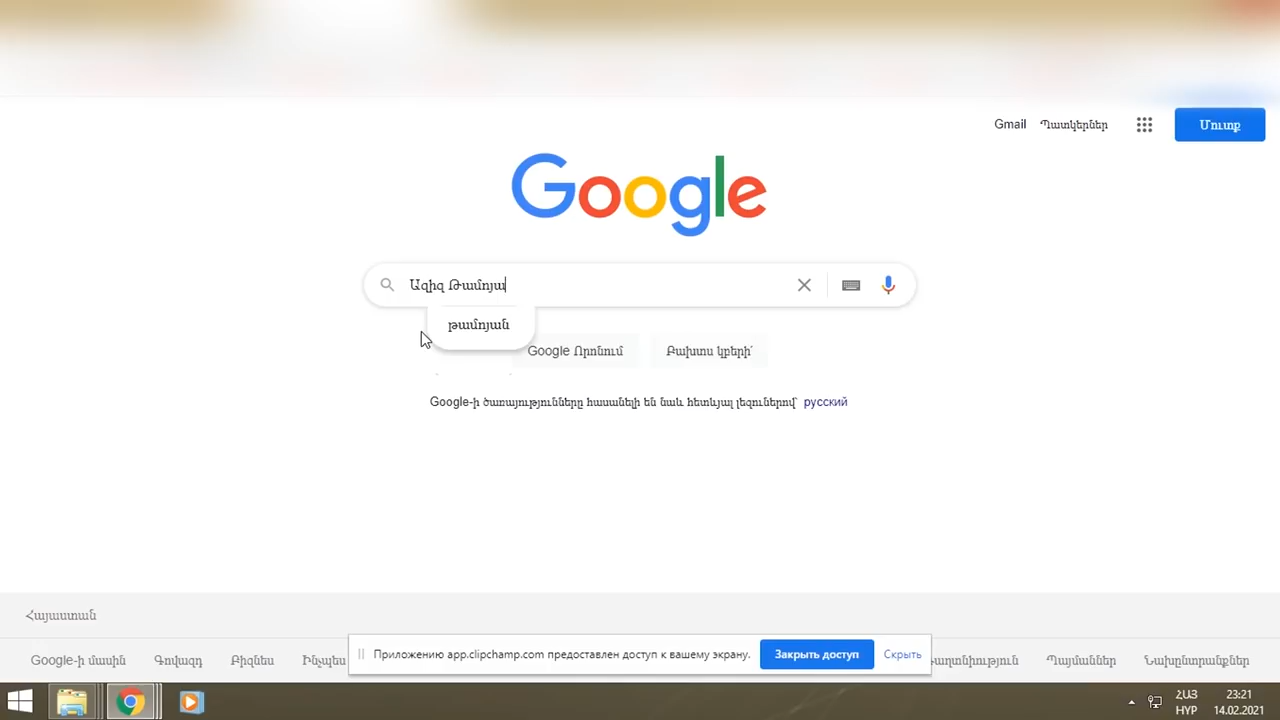 Gmail Պատկերներ Մուտք
Google
Ազիզ Թամոյա
թամոյան
Google Որոնում Բախտս կբերի՛
Google-ի ծառայությունները հասանելի են նաև հետևյալ լեզուներով՝ русский
Հայաստան
Google-ի մասին Գովազդ Բիզնես Ինչպես Պայմաններ Նախընտրանքներ
Приложению app.clipchamp.com предоставлен доступ к вашему экрану. Закрыть доступ Скрыть
ՀԱՅ 23:21
HYP 14.02.2021